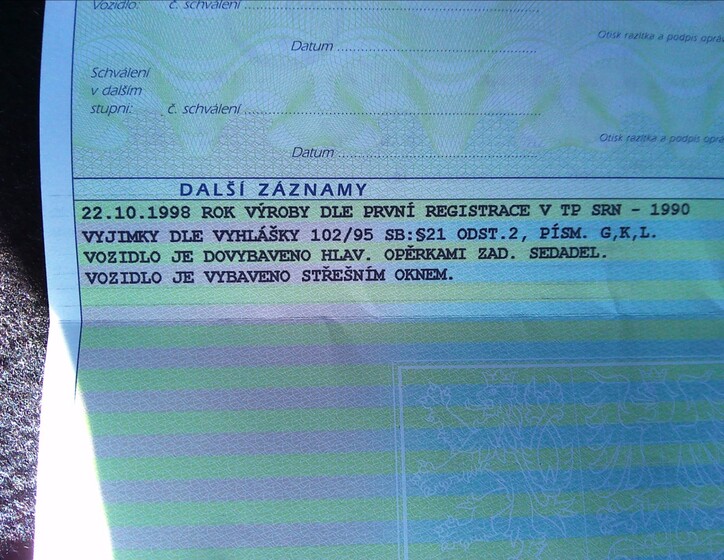 Vozidlo: č. schválení
Datum
Otisk razítka a podpis oprá
Schválení
v dalším
stupni: č. schválení
Otisk razítka a podpis oprá
Datum
DALŠÍ ZÁZNAMY
22.10.1998 ROK VÝROBY DLE PRVNÍ REGISTRACE V TP SRN - 1990
VYJIMKY DLE VYHLÁŠKY 102/95 SB:§21 ODST.2, PÍSM. G,K,L.
VOZIDLO JE DOVYBAVENO HLAV. OPĚRKAMI ZAD. SEDADEL.
VOZIDLO JE VYBAVENO STŘEŠNÍM OKNEM.